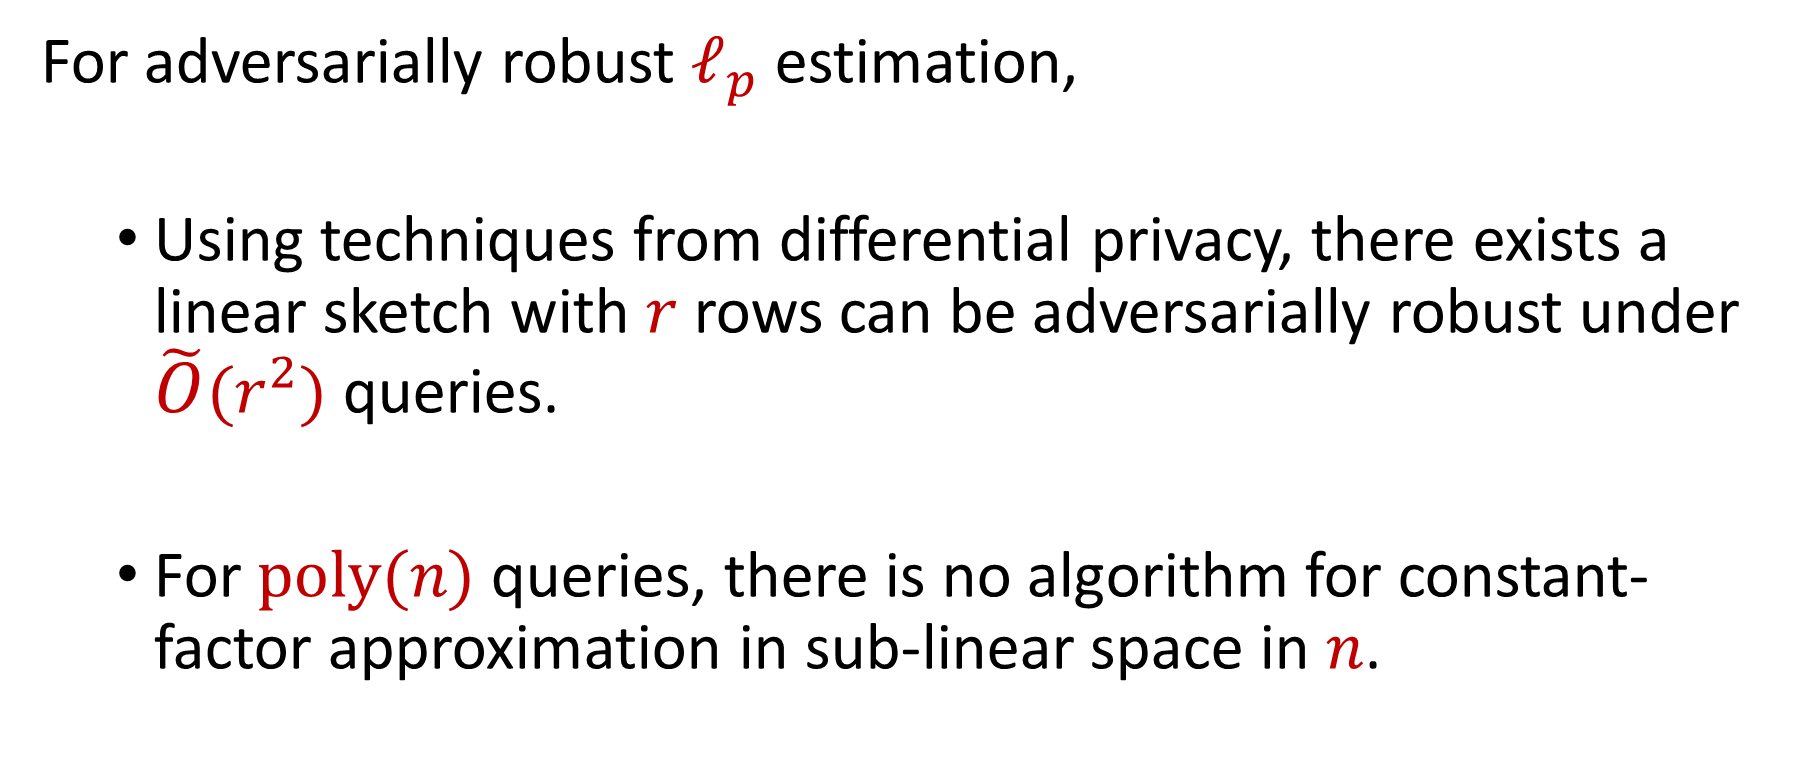 For adversarially robust ℓₚ estimation,
• Using techniques from differential privacy, there exists a
linear sketch with r rows can be adversarially robust under
Õ(r²) queries.
• For poly(n) queries, there is no algorithm for constant-
factor approximation in sub-linear space in n.